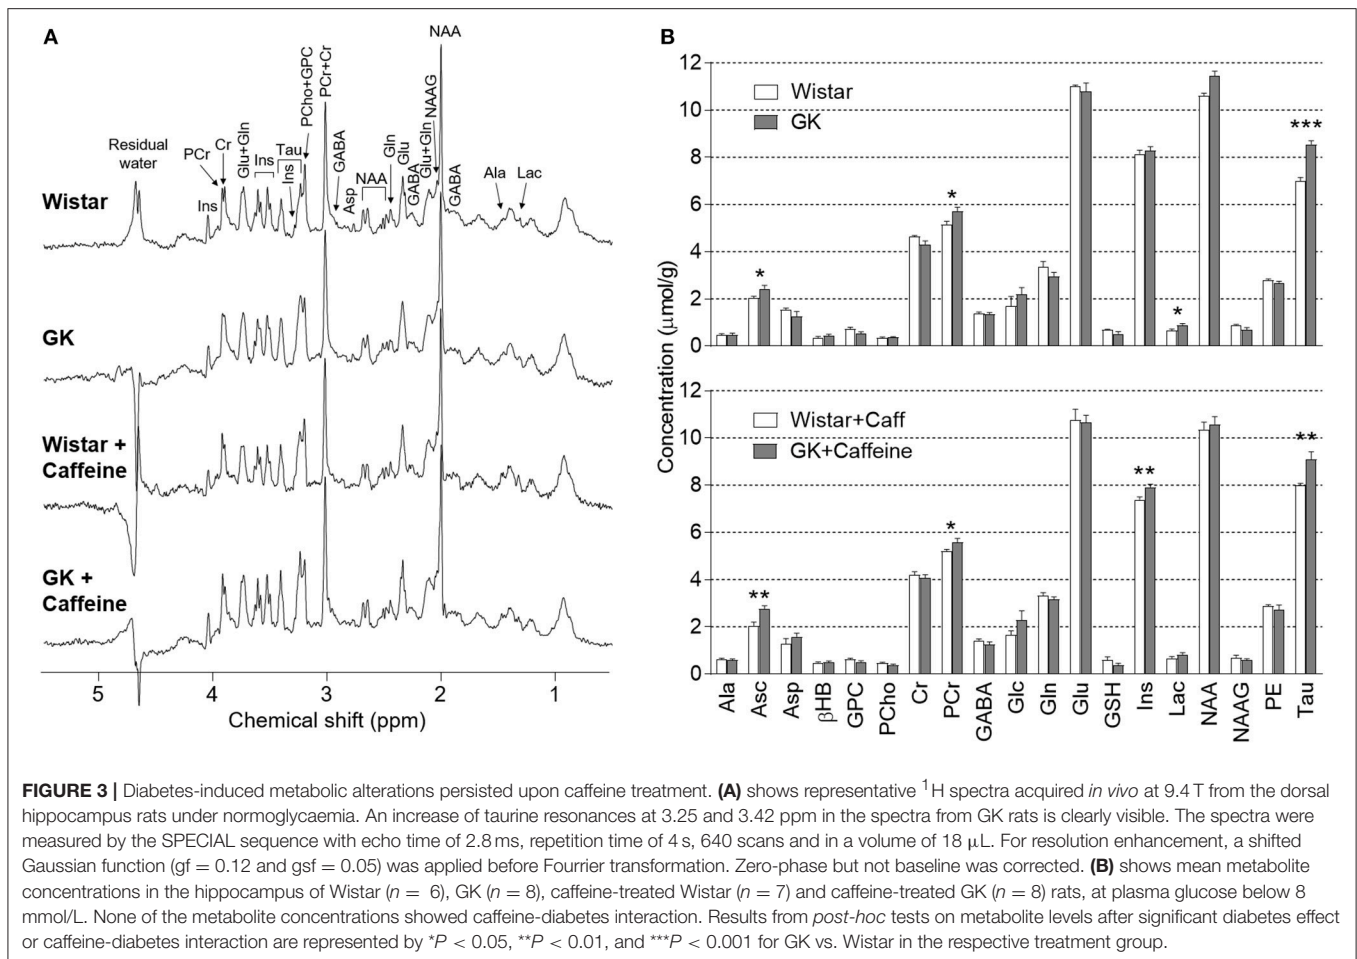 A
NAA
PCho+GPC
PCr+Cr
GABA
Glu+Gln
NAAG
Residual
water
PCr
Cr
Glu+Gln
Ins
Tau
Ins
Asp
NAA
Gln
Glu
GABA
GABA
Ala
Lac
Ins
Wistar
GK
Wistar +
Caffeine
GK +
Caffeine
5 4 3 2 1
Chemical shift (ppm)
B
12
10
8
6
4
2
0
Wistar
GK
*
*
*
***
Concentration (μmol/g)
12
10
8
6
4
2
0
Wistar+Caff
GK+Caffeine
**
*
**
**
Ala
Asc
Asp
βHB
GPC
PCho
Cr
PCr
GABA
Glc
Gln
Glu
GSH
Ins
Lac
NAA
NAAG
PE
Tau
FIGURE 3 | Diabetes-induced metabolic alterations persisted upon caffeine treatment. (A) shows representative ¹H spectra acquired in vivo at 9.4 T from the dorsal
hippocampus rats under normoglycaemia. An increase of taurine resonances at 3.25 and 3.42 ppm in the spectra from GK rats is clearly visible. The spectra were
measured by the SPECIAL sequence with echo time of 2.8 ms, repetition time of 4 s, 640 scans and in a volume of 18 μL. For resolution enhancement, a shifted
Gaussian function (gf = 0.12 and gsf = 0.05) was applied before Fourrier transformation. Zero-phase but not baseline was corrected. (B) shows mean metabolite
concentrations in the hippocampus of Wistar (n = 6), GK (n = 8), caffeine-treated Wistar (n = 7) and caffeine-treated GK (n = 8) rats, at plasma glucose below 8
mmol/L. None of the metabolite concentrations showed caffeine-diabetes interaction. Results from post-hoc tests on metabolite levels after significant diabetes effect
or caffeine-diabetes interaction are represented by *P < 0.05, **P < 0.01, and ***P < 0.001 for GK vs. Wistar in the respective treatment group.